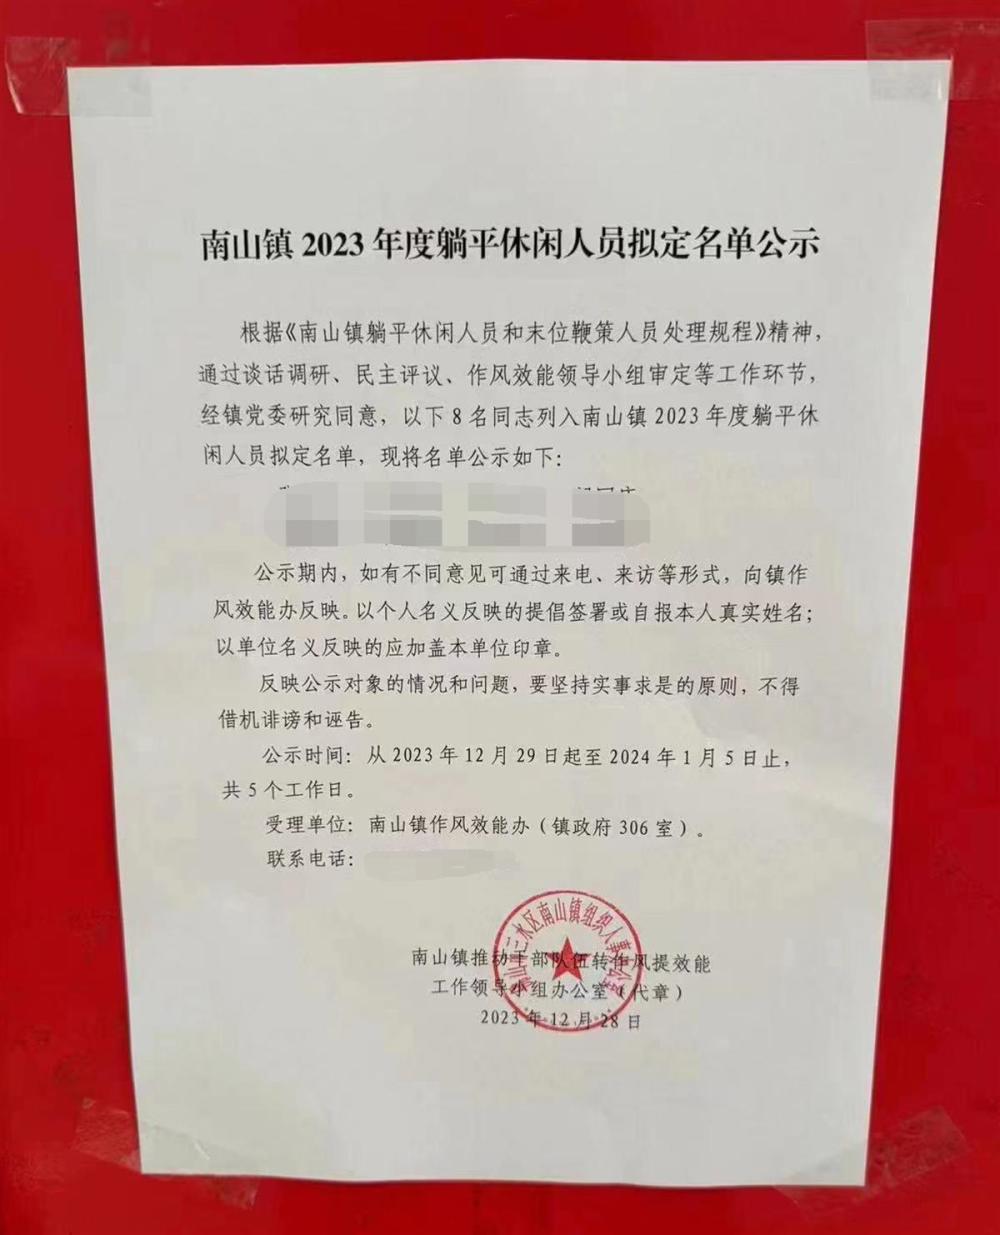 南山镇 2023 年度躺平休闲人员拟定名单公示
根据《南山镇躺平休闲人员和末位鞭策人员处理规程》精神，
通过谈话调研、民主评议、作风效能领导小组审定等工作环节，
经镇党委研究同意，以下 8 名同志列入南山镇 2023 年度躺平休
闲人员拟定名单，现将名单公示如下：
公示期内，如有不同意见可通过来电、来访等形式，向镇作
风效能办反映。以个人名义反映的提倡签署或自报本人真实姓名；
以单位名义反映的应加盖本单位印章。
反映公示对象的情况和问题，要坚持实事求是的原则，不得
借机诽谤和诬告。
公示时间：从 2023 年 12 月 29 日起至 2024 年 1 月 5 日止，
共 5 个工作日。
受理单位：南山镇作风效能办（镇政府 306 室）。
联系电话：
南山镇推动干部队伍转作风提效能
工作领导小组办公室（代章）
2023 年 12 月 28 日
山市三水区南山镇组织人事办公室